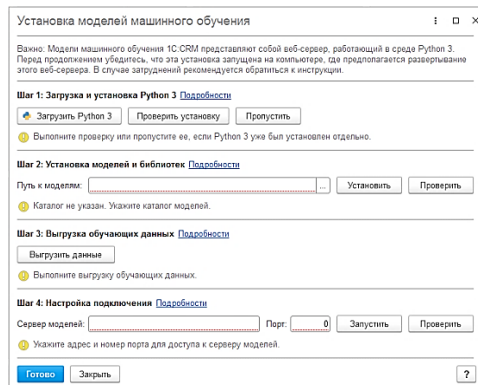 Установка моделей машинного обучения
Важно: Модели машинного обучения 1С:CRM представляют собой веб-сервер, работающий в среде Python 3.
Перед продолжением убедитесь, что эта установка запущена на компьютере, где предполагается развертывание
этого веб-сервера. В случае затруднений рекомендуется обратиться к инструкции.
Шаг 1: Загрузка и установка Python 3 Подробности
Загрузить Python 3 Проверить установку Пропустить
Выполните проверку или пропустите ее, если Python 3 уже был установлен отдельно.
Шаг 2: Установка моделей и библиотек Подробности
Путь к моделям: ... Установить Проверить
Каталог не указан. Укажите каталог моделей.
Шаг 3: Выгрузка обучающих данных Подробности
Выгрузить данные
Выполните выгрузку обучающих данных.
Шаг 4: Настройка подключения Подробности
Сервер моделей: Порт: 0 Запустить Проверить
Укажите адрес и номер порта для доступа к серверу моделей.
Готово Закрыть ?